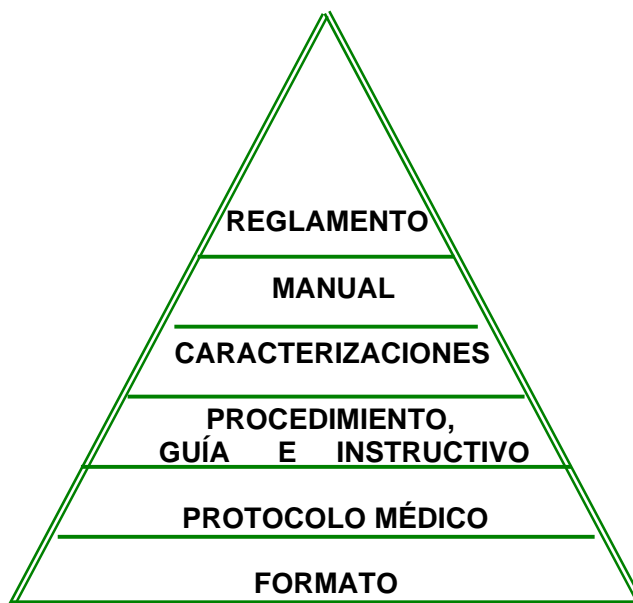 REGLAMENTO
MANUAL
CARACTERIZACIONES
PROCEDIMIENTO,
GUÍA E INSTRUCTIVO
PROTOCOLO MÉDICO
FORMATO